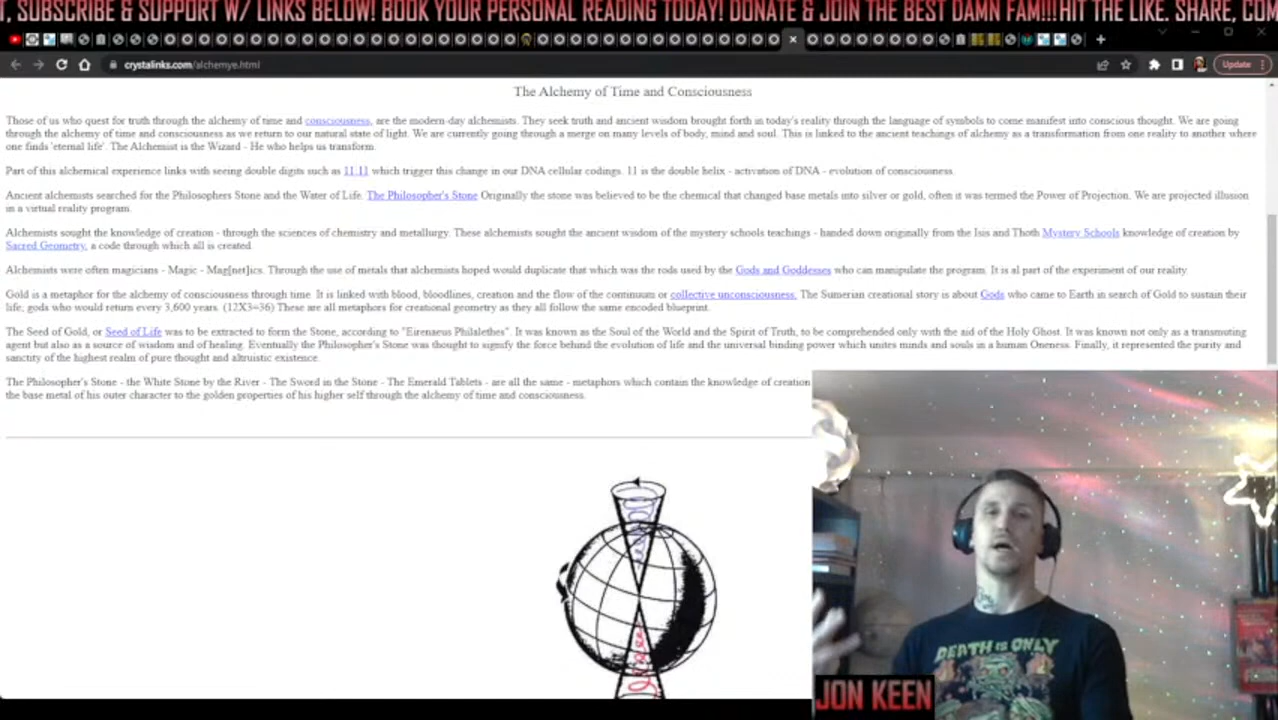 T, SUBSCRIBE & SUPPORT W/ LINKS BELOW! BOOK YOUR PERSONAL READING TODAY! DONATE & JOIN THE BEST DAMN FAM!!! HIT THE LIKE. SHARE, COM
crystalinks.com/alchemye.html
Update
The Alchemy of Time and Consciousness
Those of us who quest for truth through the alchemy of time and consciousness, are the modern-day alchemists. They seek truth and ancient wisdom brought forth in today's reality through the language of symbols to come manifest into conscious thought. We are going
through the alchemy of time and consciousness as we return to our natural state of light. We are currently going through a merge on many levels of body, mind and soul. This is linked to the ancient teachings of alchemy as a transformation from one reality to another where
one finds 'eternal life'. The Alchemist is the Wizard - He who helps us transform.
Part of this alchemical experience links with seeing double digits such as 11.11 which trigger this change in our DNA cellular codings. 11 is the double helix - activation of DNA - evolution of consciousness.
Ancient alchemists searched for the Philosophers Stone and the Water of Life. The Philosopher's Stone Originally the stone was believed to be the chemical that changed base metals into silver or gold, often it was termed the Power of Projection. We are projected illusion
in a virtual reality program.
Alchemists sought the knowledge of creation - through the sciences of chemistry and metallurgy. These alchemists sought the ancient wisdom of the mystery schools teachings - handed down originally from the Isis and Thoth Mystery Schools knowledge of creation by
Sacred Geometry, a code through which all is created
Alchemists were often magicians - Magic - Mag[net]ics. Through the use of metals that alchemists hoped would duplicate that which was the rods used by the Gods and Goddesses who can manipulate the program. It is al part of the experiment of our reality
Gold is a metaphor for the alchemy of consciousness through time. It is linked with blood, bloodlines, creation and the flow of the continuum or collective unconsciousness. The Sumerian creational story is about Gods who came to Earth in search of Gold to sustain their
life, gods who would return every 3,600 years. (12X3=36) These are all metaphors for creational geometry as they all follow the same encoded blueprint.
The Seed of Gold, or Seed of Life was to be extracted to form the Stone, according to "Eirenaeus Philalethes". It was known as the Soul of the World and the Spirit of Truth, to be comprehended only with the aid of the Holy Ghost. It was known not only as a transmuting
agent but also as a source of wisdom and of healing. Eventually the Philosopher's Stone was thought to signify the force behind the evolution of life and the universal binding power which unites minds and souls in a human Oneness. Finally, it represented the purity and
sanctity of the highest realm of pure thought and altruistic existence.
The Philosopher's Stone - the White Stone by the River - The Sword in the Stone - The Emerald Tablets - are all the same - metaphors which contain the knowledge of creation
the base metal of his outer character to the golden properties of his higher self through the alchemy of time and consciousness.
DEATH IS ONLY
JON KEEN